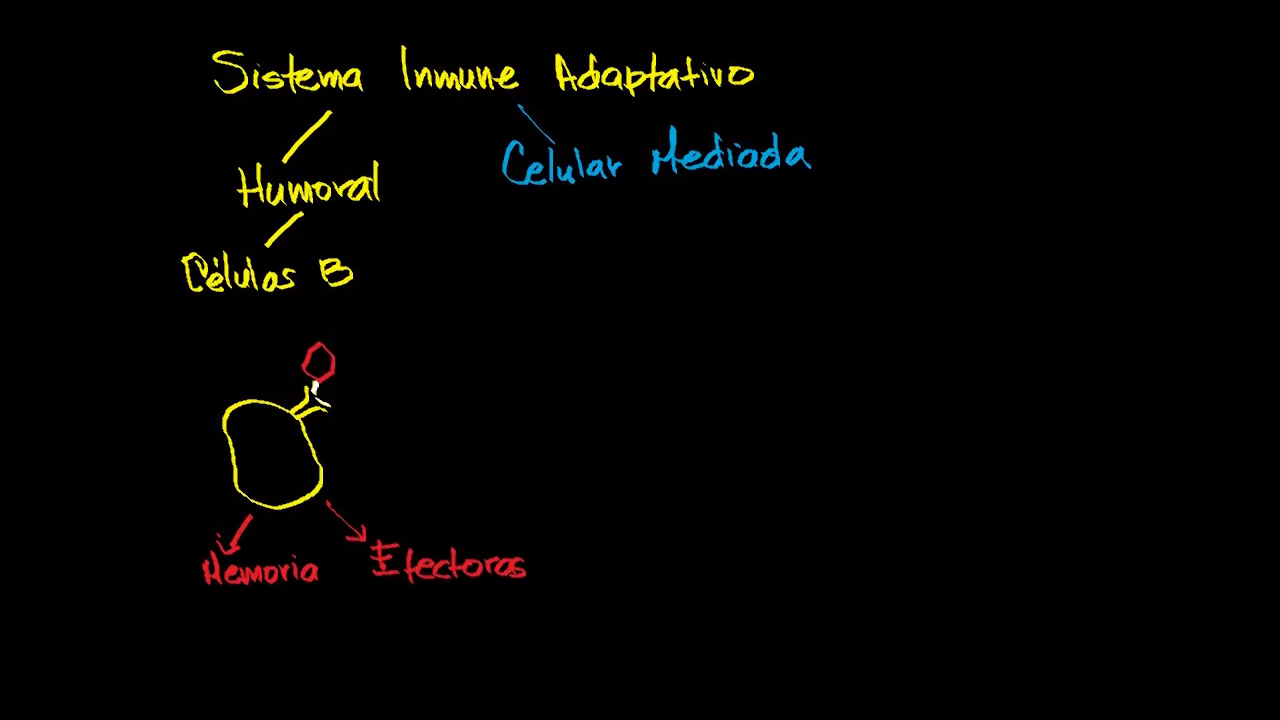 Sistema Inmune Adaptativo
Celular Mediada
Humoral
Células B
Memoria
Efectoras